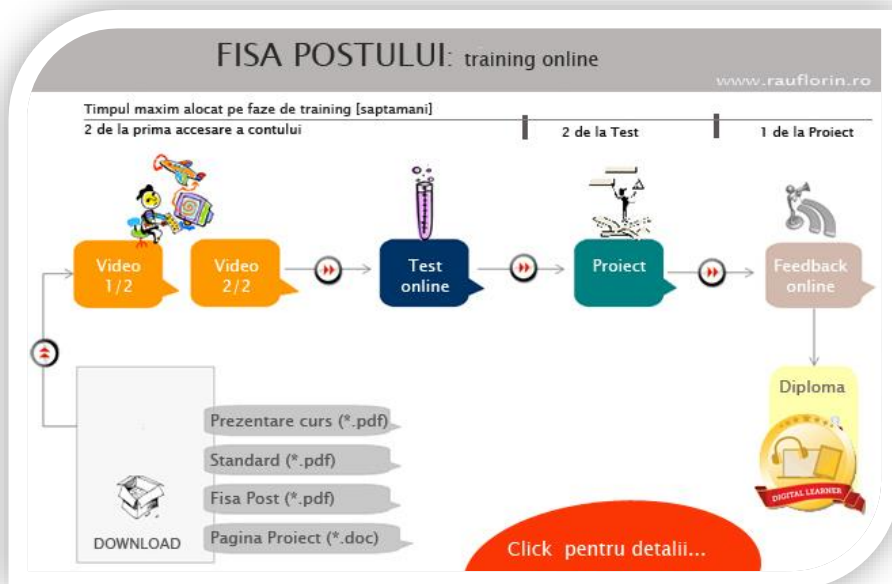 FISA POSTULUI: training online
www.rauflorin.ro
Timpul maxim alocat pe faze de training [saptamani]
2 de la prima accesare a contului
2 de la Test
1 de la Proiect
Video
1/2
Video
2/2
Test
online
Proiect
Feedback
online
Diploma
DIGITAL LEARNER
Prezentare curs (*.pdf)
Standard (*.pdf)
Fisa Post (*.pdf)
Pagina Proiect (*.doc)
DOWNLOAD
Click pentru detalii...